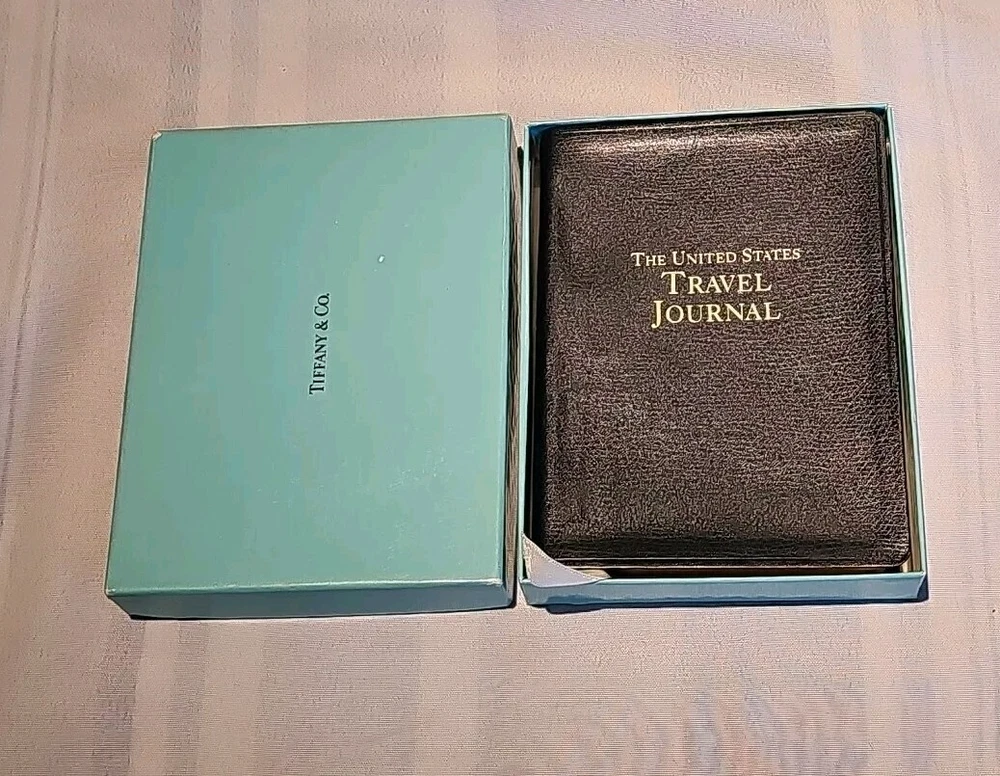 TIFFANY & CO.
THE UNITED STATES
TRAVEL
JOURNAL